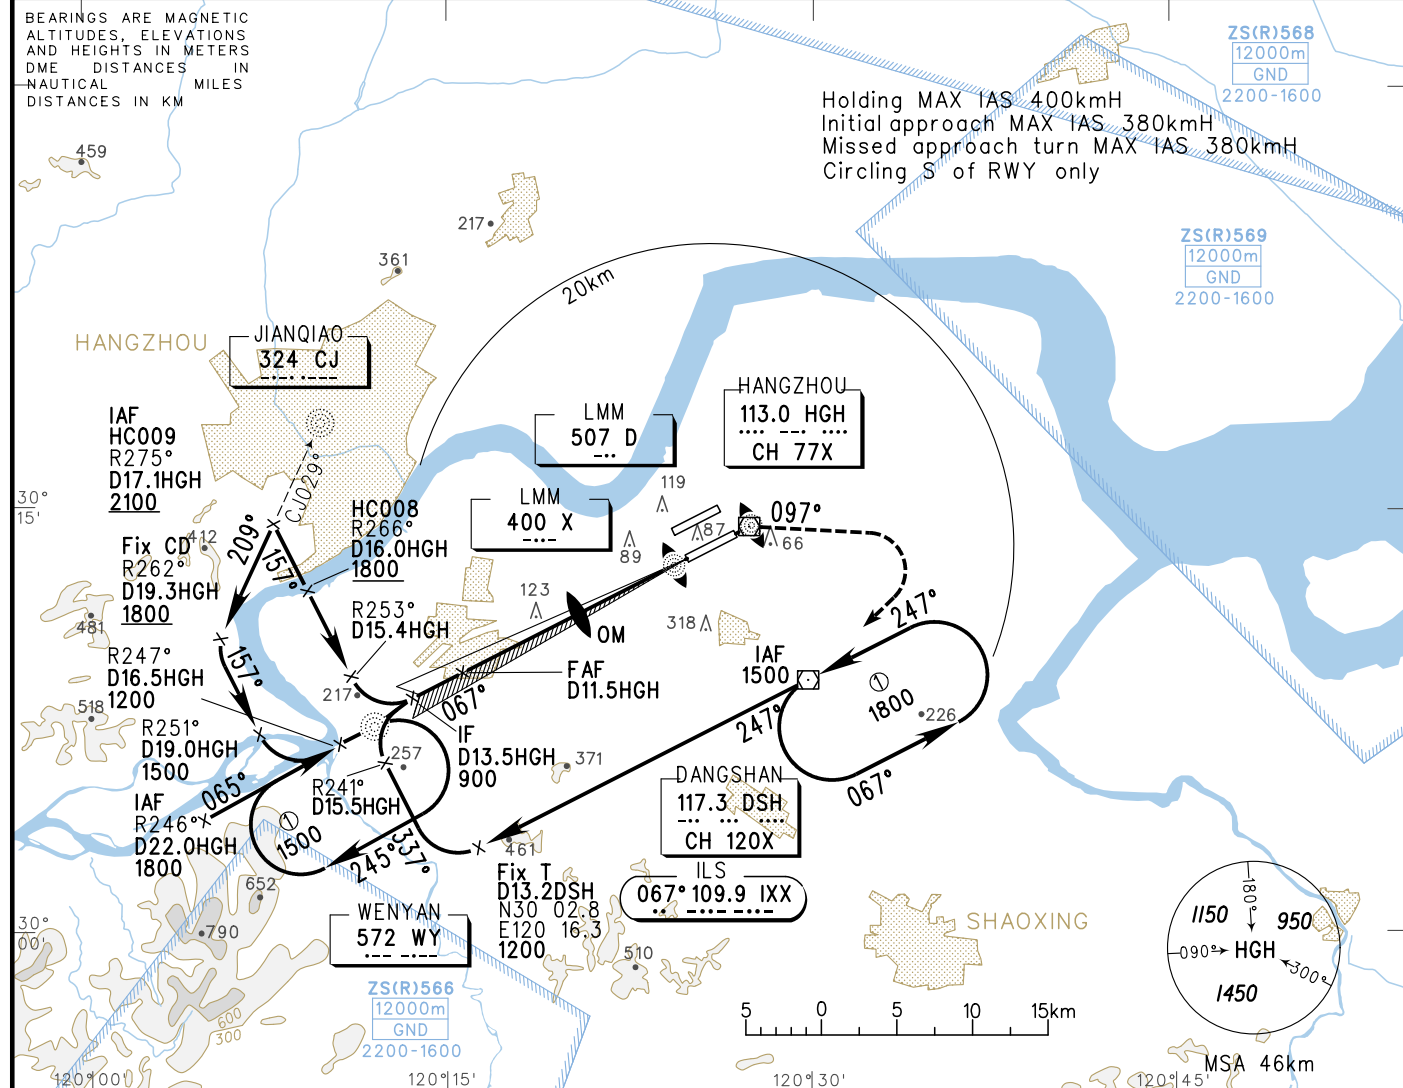 BEARINGS ARE MAGNETIC
ALTITUDES, ELEVATIONS
AND HEIGHTS IN METERS
DME DISTANCES IN
NAUTICAL MILES
DISTANCES IN KM
ZS(R)568
12000m
GND
2200-1600
Holding MAX IAS 400kmH
Initial approach MAX IAS 380kmH
Missed approach turn MAX IAS 380kmH
Circling S of RWY only
459
217
361
20km
ZS(R)569
12000m
GND
2200-1600
HANGZHOU
JIANQIAO
324 CJ
IAF
HC009
R275°
D17.1HGH
2100
CJ029°
LMM
507 D
HANGZHOU
113.0 HGH
CH 77X
LMM
400 X
119
87
89
66
097°
30°
15'
HC008
R266°
D16.0HGH
1800
209°
157°
412
Fix CD
R262°
D19.3HGH
1800
481
R253°
D15.4HGH
123
OM
318
247°
IAF
1500
R247°
D16.5HGH
1200
157°
217
FAF
D11.5HGH
067°
1
1800
226
518
R251°
D19.0HGH
1500
IF
D13.5HGH
900
257
371
247°
067°
065°
R241°
D15.5HGH
DANGSHAN
117.3 DSH
CH 120X
IAF
R246°
D22.0HGH
1800
1
1500
245°
337°
461
Fix T
D13.2DSH
N30 02.8
E120 16.3
1200
ILS
067° 109.9 IXX
652
790
WENYAN
572 WY
510
SHAOXING
30°
00'
ZS(R)566
12000m
GND
2200-1600
600
300
5 0 5 10 15km
180°
1150
950
090°
HGH
300°
1450
MSA 46km
120°00'
120°15'
120°30'
120°45'